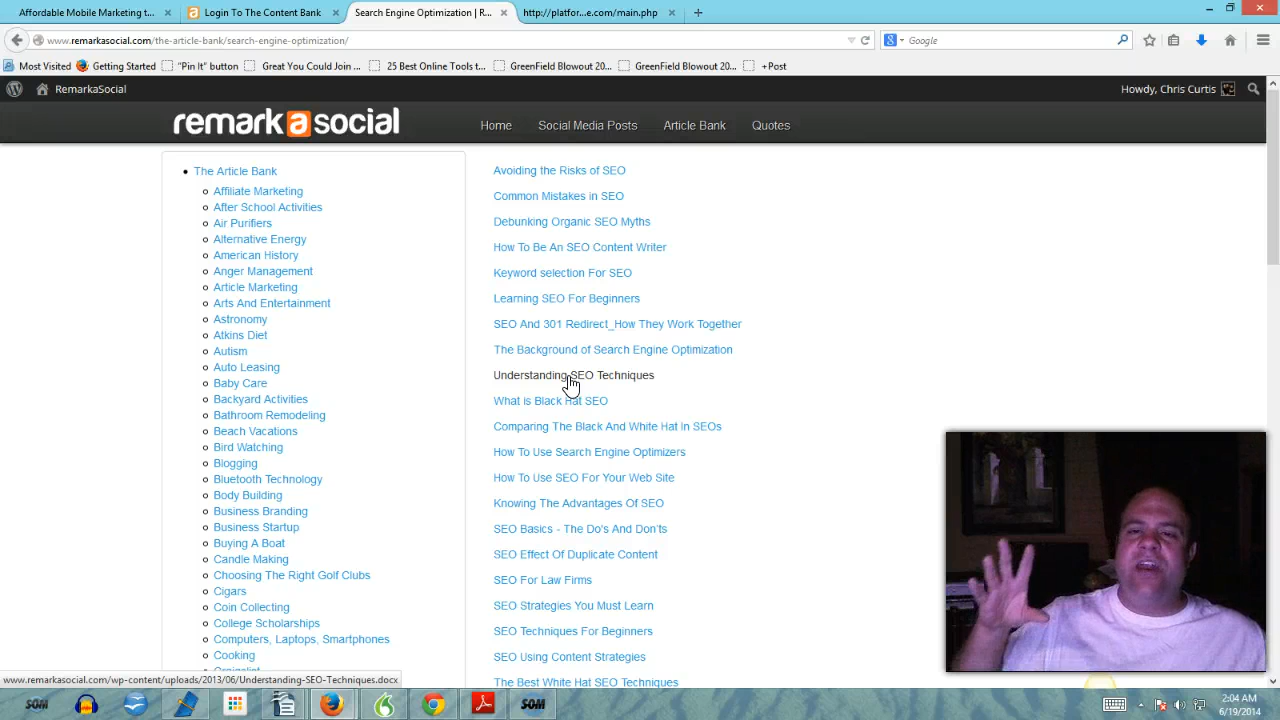 Affordable Mobile Marketing t...
Login To The Content Bank
Search Engine Optimization | R...
http://platfor...e.com/main.php
www.remarkasocial.com/the-article-bank/search-engine-optimization/
Google
Most Visited
Getting Started
"Pin It" button
Great You Could Join ...
25 Best Online Tools t...
GreenField Blowout 20...
GreenField Blowout 20...
+Post
RemarkaSocial
Howdy, Chris Curtis
remarkasocial
Home
Social Media Posts
Article Bank
Quotes
The Article Bank
Affiliate Marketing
After School Activities
Air Purifiers
Alternative Energy
American History
Anger Management
Article Marketing
Arts And Entertainment
Astronomy
Atkins Diet
Autism
Auto Leasing
Baby Care
Backyard Activities
Bathroom Remodeling
Beach Vacations
Bird Watching
Blogging
Bluetooth Technology
Body Building
Business Branding
Business Startup
Buying A Boat
Candle Making
Choosing The Right Golf Clubs
Cigars
Coin Collecting
College Scholarships
Computers, Laptops, Smartphones
Cooking
Craigslist
Avoiding the Risks of SEO
Common Mistakes in SEO
Debunking Organic SEO Myths
How To Be An SEO Content Writer
Keyword selection For SEO
Learning SEO For Beginners
SEO And 301 Redirect_How They Work Together
The Background of Search Engine Optimization
Understanding SEO Techniques
What is Black Hat SEO
Comparing The Black And White Hat In SEOs
How To Use Search Engine Optimizers
How To Use SEO For Your Web Site
Knowing The Advantages Of SEO
SEO Basics - The Do's And Don'ts
SEO Effect Of Duplicate Content
SEO For Law Firms
SEO Strategies You Must Learn
SEO Techniques For Beginners
SEO Using Content Strategies
The Best White Hat SEO Techniques
www.remarkasocial.com/wp-content/uploads/2013/06/Understanding-SEO-Techniques.docx
SOM
SOM
2:04 AM
6/19/2014